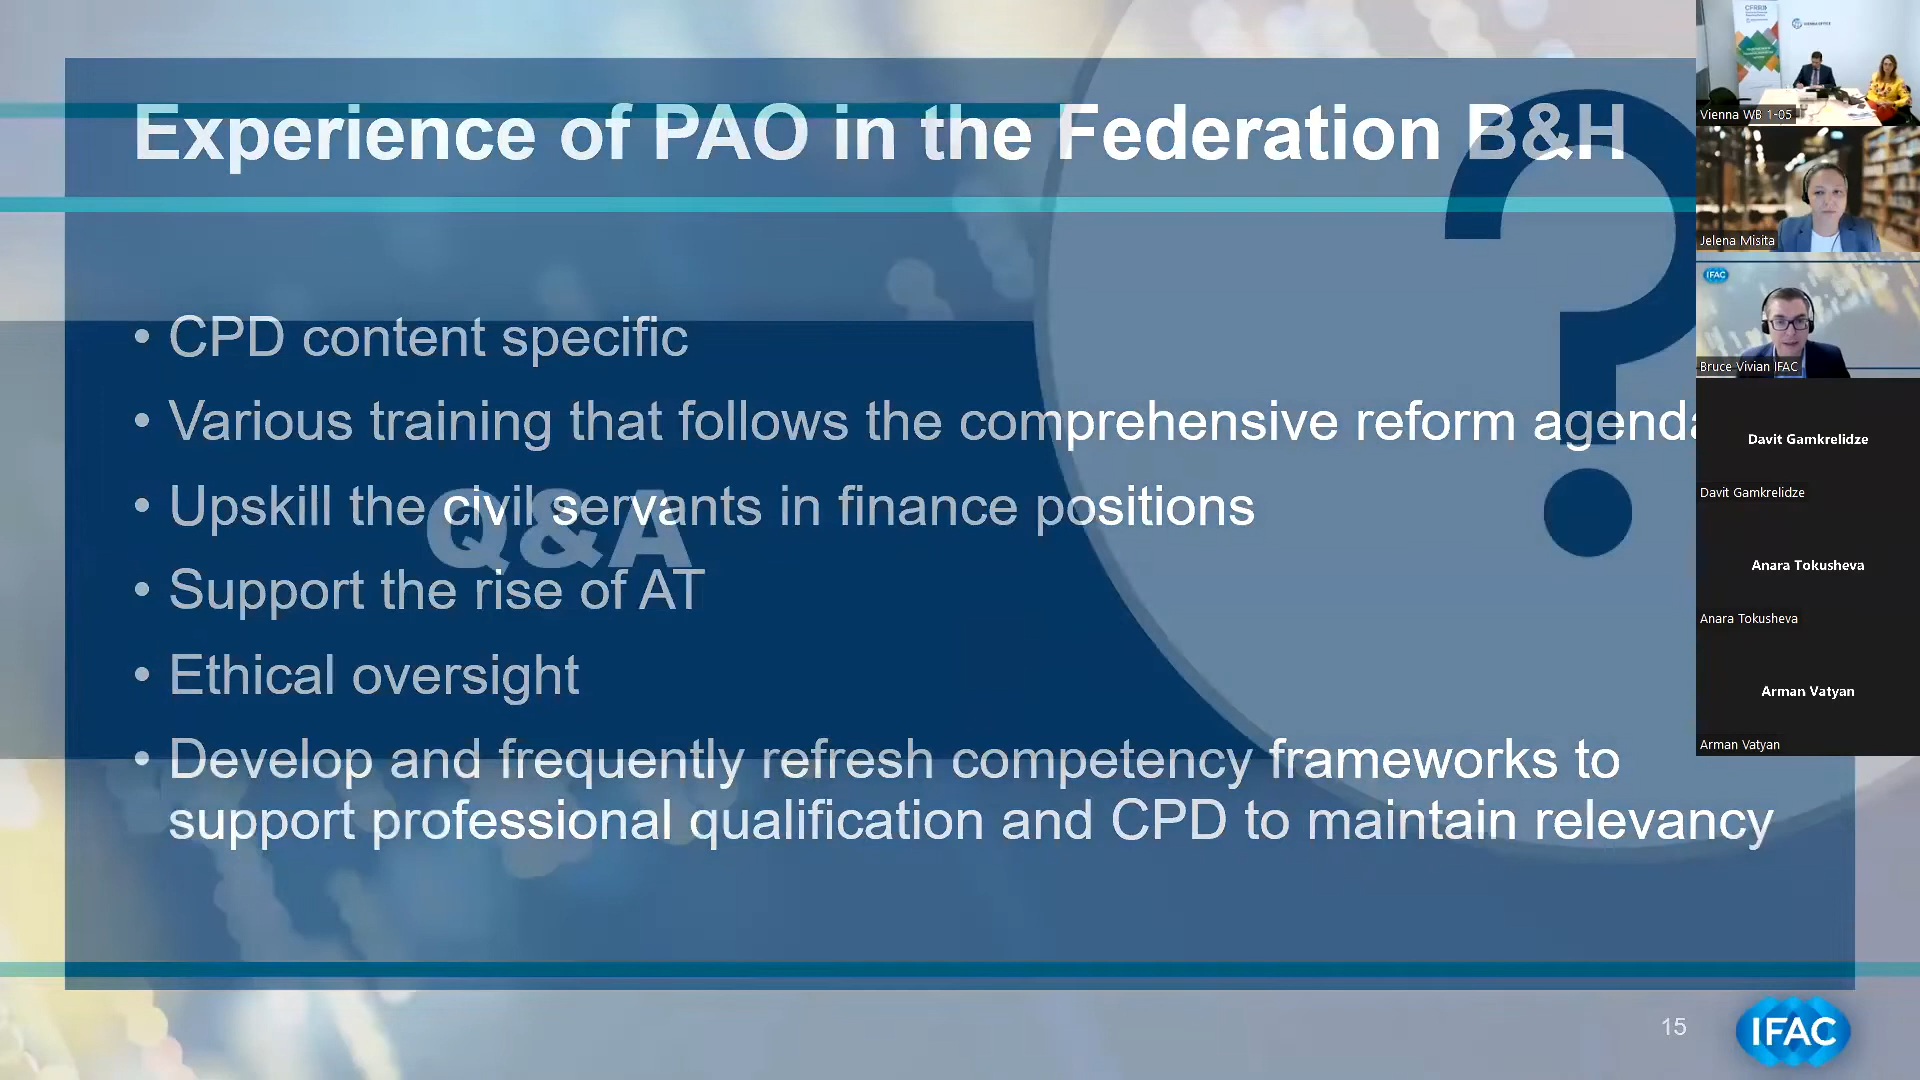 Experience of PAO in the Federation B&H
• CPD content specific
• Various training that follows the comprehensive reform agenda
• Upskill the civil servants in finance positions
Q&A
• Support the rise of AT
• Ethical oversight
• Develop and frequently refresh competency frameworks to
support professional qualification and CPD to maintain relevancy
?
15
IFAC
CFRR
VIENNA OFFICE
Vienna WB 1-05
Jelena Misita
IFAC
Bruce Vivian IFAC
Davit Gamkrelidze
Davit Gamkrelidze
Anara Tokusheva
Anara Tokusheva
Arman Vatyan
Arman Vatyan